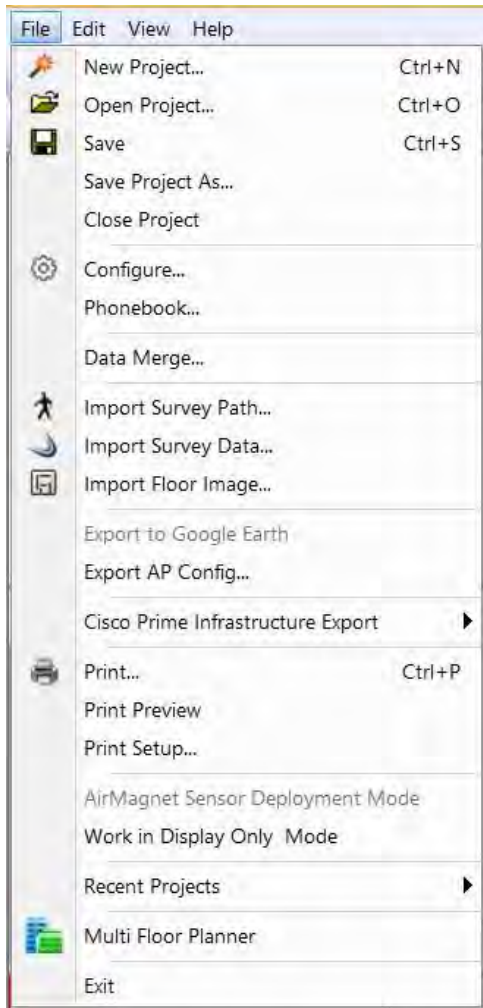 File Edit View Help
New Project... Ctrl+N
Open Project... Ctrl+O
Save Ctrl+S
Save Project As...
Close Project
Configure...
Phonebook...
Data Merge...
Import Survey Path...
Import Survey Data...
Import Floor Image...
Export to Google Earth
Export AP Config...
Cisco Prime Infrastructure Export
Print... Ctrl+P
Print Preview
Print Setup...
AirMagnet Sensor Deployment Mode
Work in Display Only Mode
Recent Projects
Multi Floor Planner
Exit